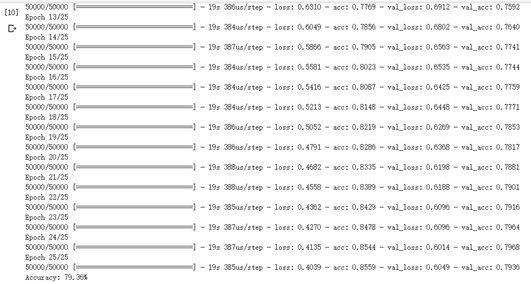 [10] 50000/50000 [==============================] - 19s 386us/step - loss: 0.6310 - acc: 0.7769 - val_loss: 0.6912 - val_acc: 0.7592
Epoch 13/25
50000/50000 [==============================] - 19s 384us/step - loss: 0.6049 - acc: 0.7856 - val_loss: 0.6802 - val_acc: 0.7640
Epoch 14/25
50000/50000 [==============================] - 19s 387us/step - loss: 0.5866 - acc: 0.7905 - val_loss: 0.6563 - val_acc: 0.7741
Epoch 15/25
50000/50000 [==============================] - 19s 384us/step - loss: 0.5581 - acc: 0.8023 - val_loss: 0.6535 - val_acc: 0.7744
Epoch 16/25
50000/50000 [==============================] - 19s 384us/step - loss: 0.5416 - acc: 0.8087 - val_loss: 0.6425 - val_acc: 0.7759
Epoch 17/25
50000/50000 [==============================] - 19s 384us/step - loss: 0.5213 - acc: 0.8148 - val_loss: 0.6448 - val_acc: 0.7771
Epoch 18/25
50000/50000 [==============================] - 19s 386us/step - loss: 0.5052 - acc: 0.8219 - val_loss: 0.6269 - val_acc: 0.7853
Epoch 19/25
50000/50000 [==============================] - 19s 386us/step - loss: 0.4791 - acc: 0.8286 - val_loss: 0.6368 - val_acc: 0.7817
Epoch 20/25
50000/50000 [==============================] - 19s 388us/step - loss: 0.4682 - acc: 0.8335 - val_loss: 0.6198 - val_acc: 0.7881
Epoch 21/25
50000/50000 [==============================] - 19s 388us/step - loss: 0.4558 - acc: 0.8389 - val_loss: 0.6188 - val_acc: 0.7901
Epoch 22/25
50000/50000 [==============================] - 19s 385us/step - loss: 0.4362 - acc: 0.8429 - val_loss: 0.6096 - val_acc: 0.7916
Epoch 23/25
50000/50000 [==============================] - 19s 387us/step - loss: 0.4270 - acc: 0.8478 - val_loss: 0.6096 - val_acc: 0.7964
Epoch 24/25
50000/50000 [==============================] - 19s 387us/step - loss: 0.4135 - acc: 0.8544 - val_loss: 0.6014 - val_acc: 0.7968
Epoch 25/25
50000/50000 [==============================] - 19s 385us/step - loss: 0.4039 - acc: 0.8559 - val_loss: 0.6049 - val_acc: 0.7936
Accuracy: 79.36%